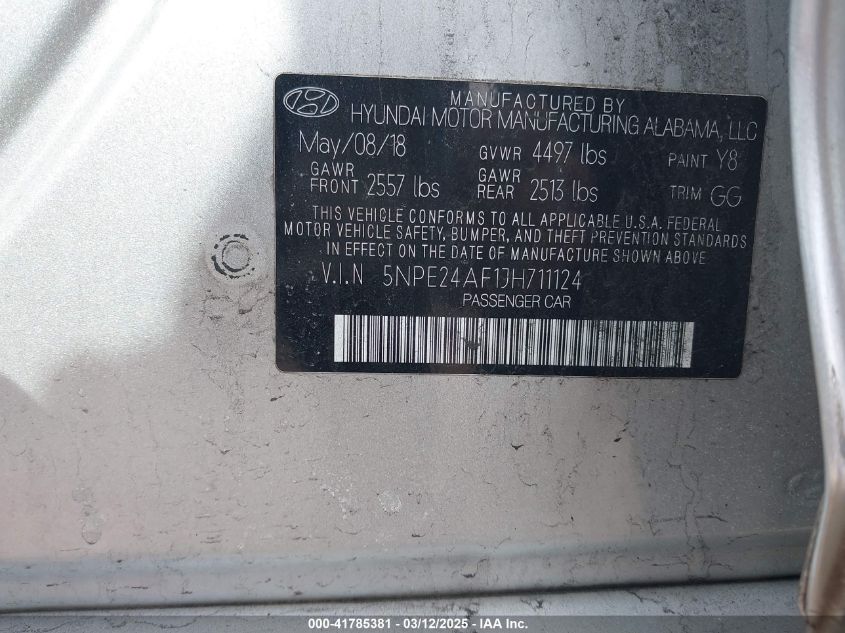 MANUFACTURED BY
HYUNDAI MOTOR MANUFACTURING ALABAMA, LLC
May/08/18 GVWR 4497 lbs PAINT Y8
GAWR FRONT 2557 lbs GAWR REAR 2513 lbs TRIM GG
THIS VEHICLE CONFORMS TO ALL APPLICABLE U.S.A. FEDERAL
MOTOR VEHICLE SAFETY, BUMPER, AND THEFT PREVENTION STANDARDS
IN EFFECT ON THE DATE OF MANUFACTURE SHOWN ABOVE.
V.I.N 5NPE24AF1JH711124
PASSENGER CAR
000-41785381 - 03/12/2025 - IAA Inc.